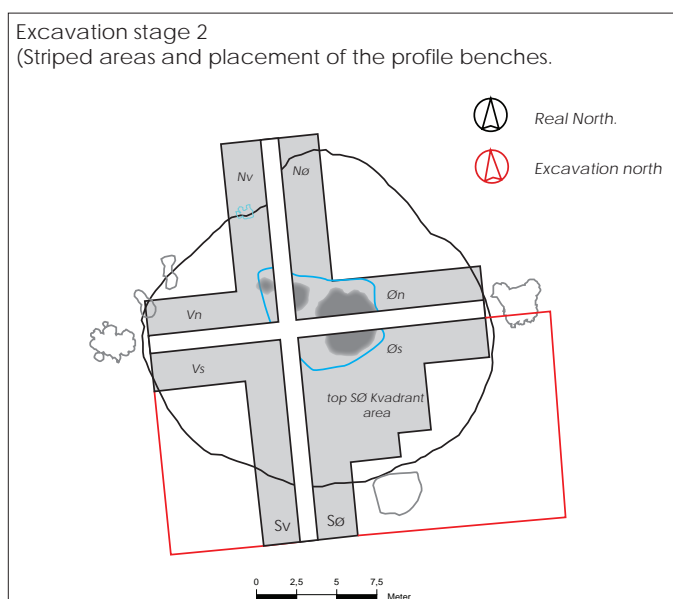 Excavation stage 2
(Striped areas and placement of the profile benches.
Real North.
Excavation north
Nv
Nø
Øn
Vn
Øs
Vs
top SØ Kvadrant
area
Sv
Sø
0 2,5 5 7,5
Meter